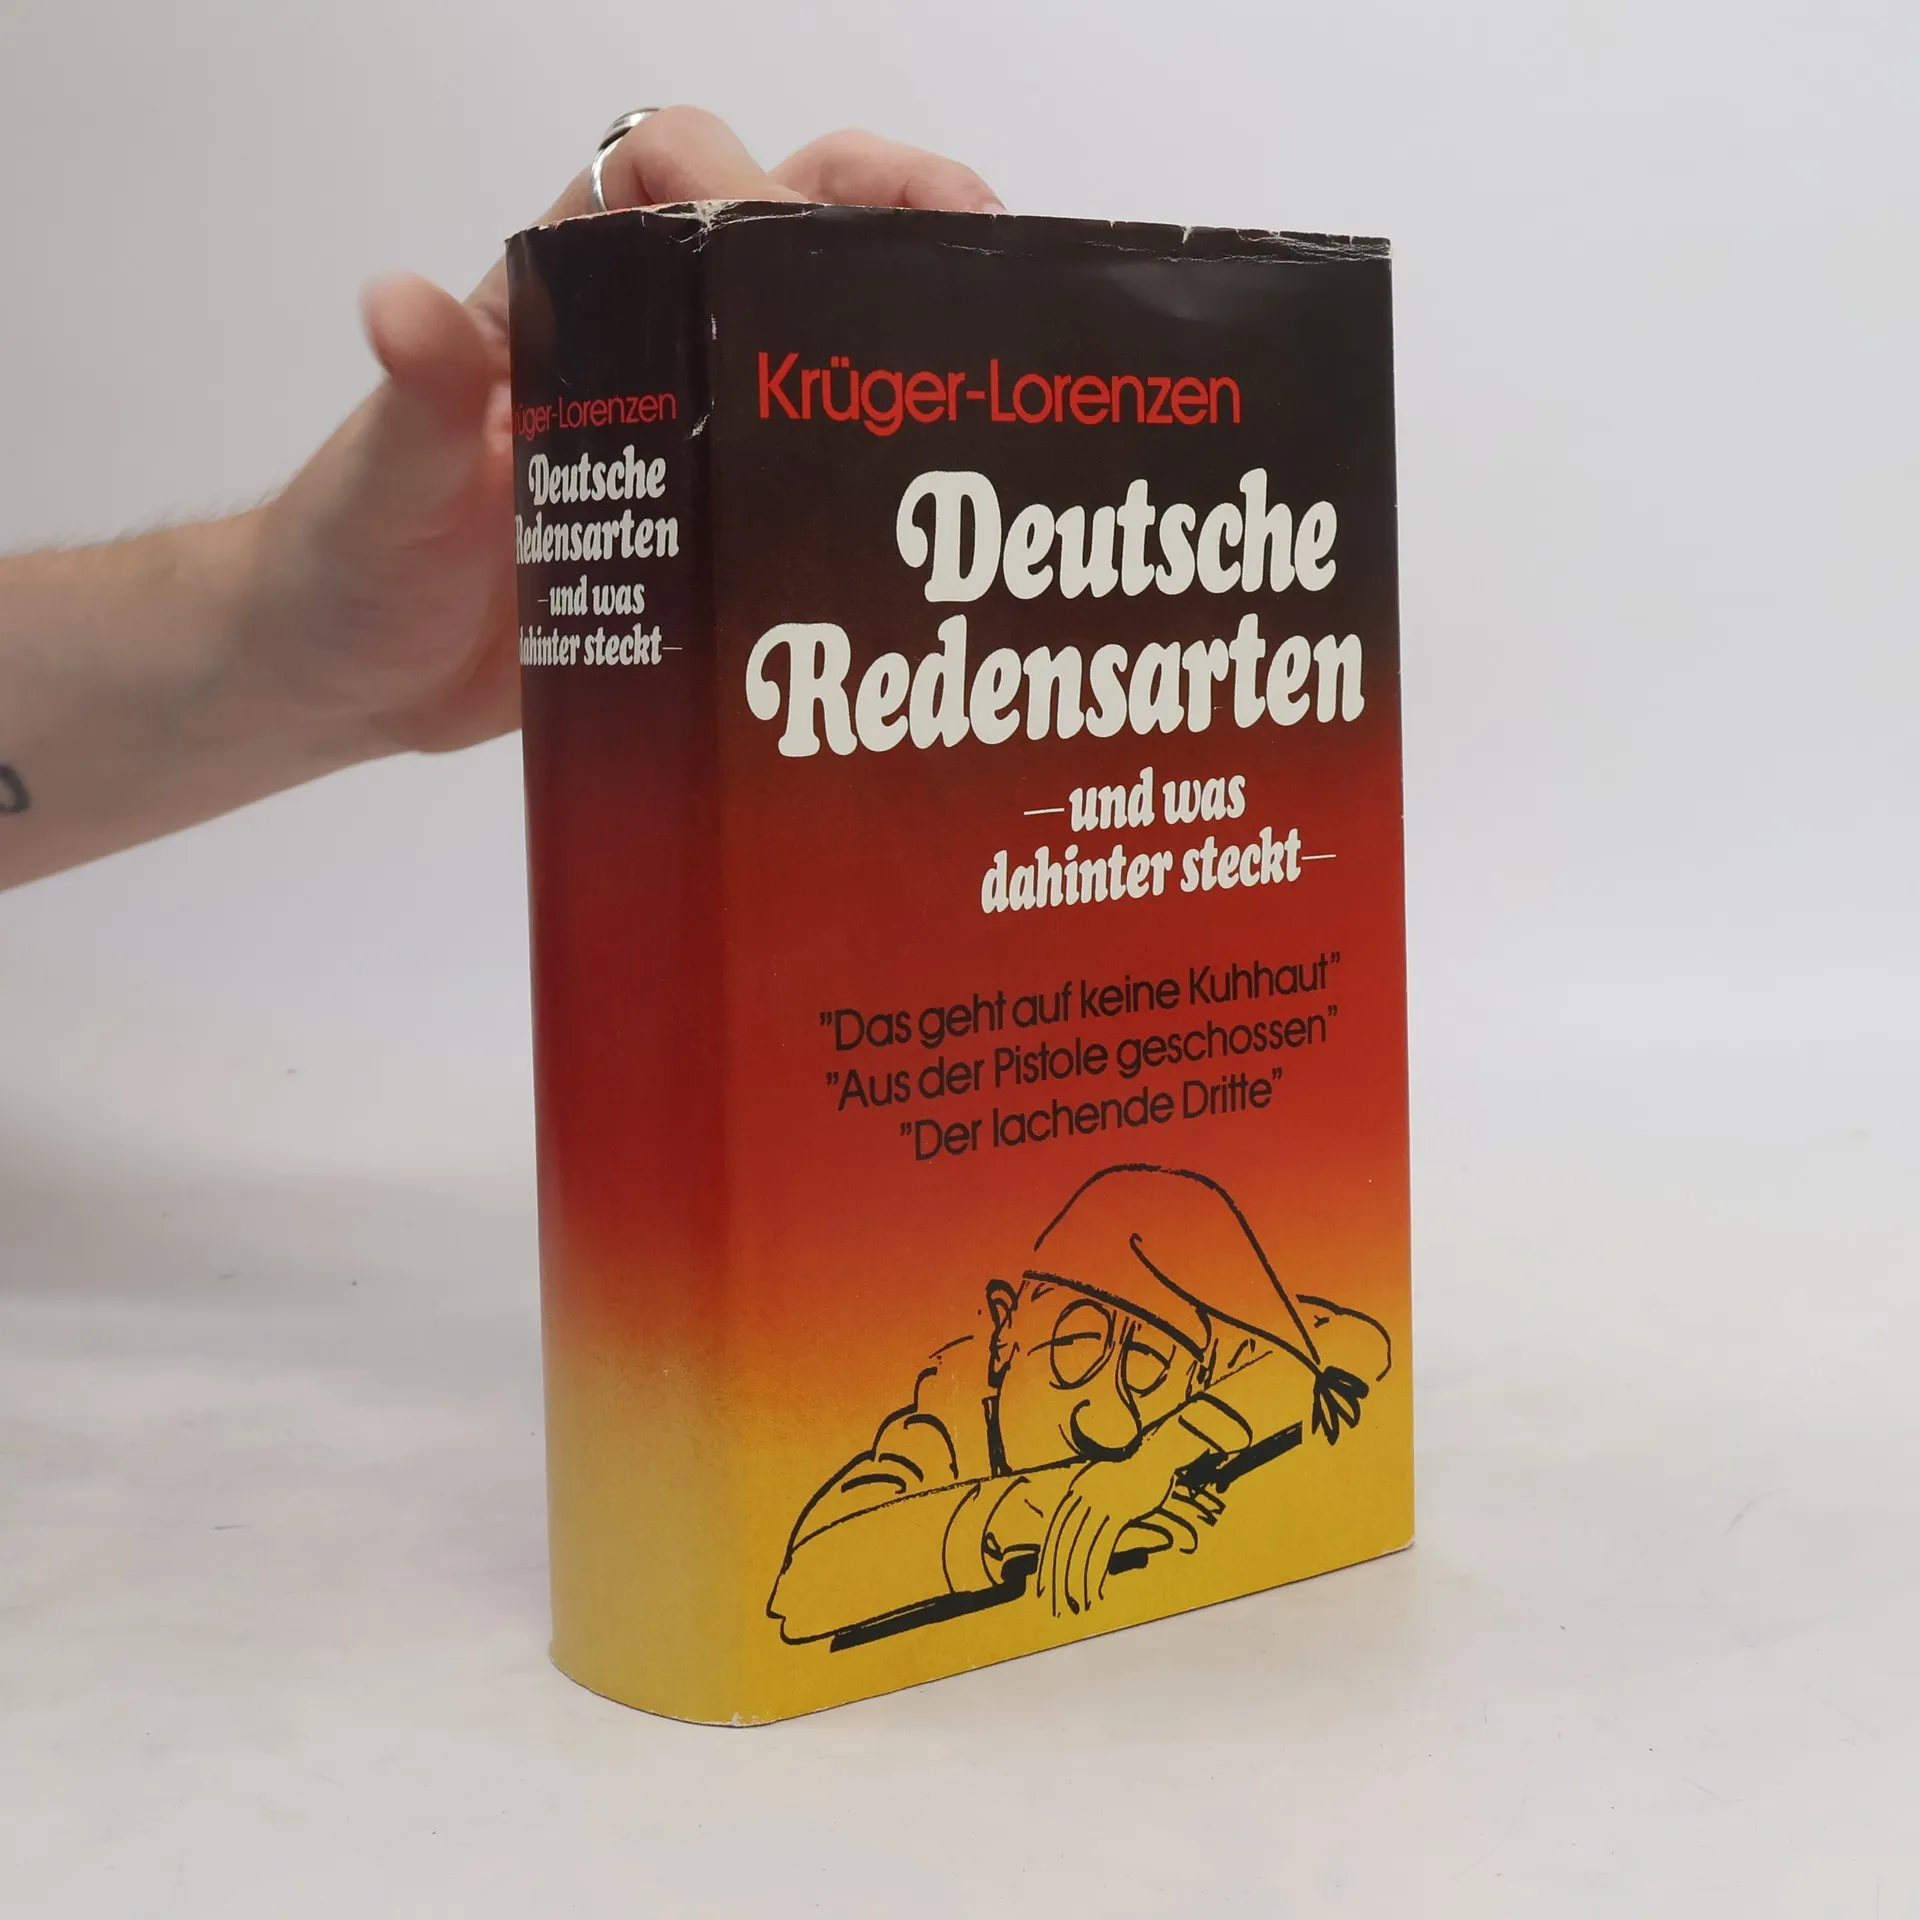 Krüger-Lorenzen
Deutsche
Redensarten
—und was
dahinter steckt—
"Das geht auf keine Kuhhaut"
"Aus der Pistole geschossen"
"Der lachende Dritte"
rüger-Lorenzen
Deutsche
Redensarten
—und was
dahinter steckt—